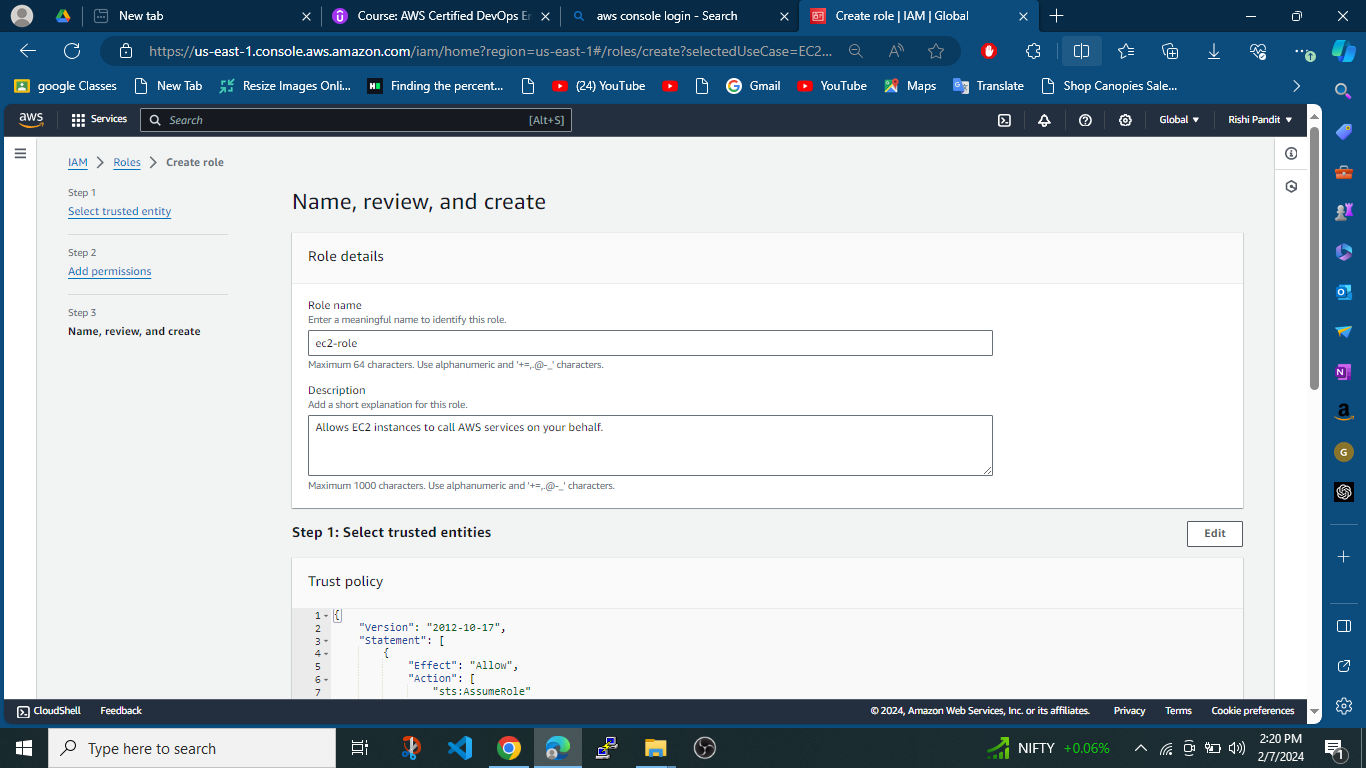 New tab
Course: AWS Certified DevOps En
aws console login - Search
Create role | IAM | Global
https://us-east-1.console.aws.amazon.com/iam/home?region=us-east-1#/roles/create?selectedUseCase=EC2...
google Classes
New Tab
Resize Images Onli...
Finding the percent...
(24) YouTube
Gmail
YouTube
Maps
Translate
Shop Canopies Sale...
aws
Services
Search
[Alt+S]
Global
Rishi Pandit
IAM
Roles
Create role
Step 1
Select trusted entity
Step 2
Add permissions
Step 3
Name, review, and create
Name, review, and create
Role details
Role name
Enter a meaningful name to identify this role.
ec2-role
Maximum 64 characters. Use alphanumeric and '+=,.@-_' characters.
Description
Add a short explanation for this role.
Allows EC2 instances to call AWS services on your behalf.
Maximum 1000 characters. Use alphanumeric and '+=,.@-_' characters.
Step 1: Select trusted entities
Edit
Trust policy
1 {
2 "Version": "2012-10-17",
3 "Statement": [
4 {
5 "Effect": "Allow",
6 "Action": [
7 "sts:AssumeRole"
CloudShell
Feedback
© 2024, Amazon Web Services, Inc. or its affiliates.
Privacy
Terms
Cookie preferences
Type here to search
NIFTY
+0.06%
2:20 PM
2/7/2024
1